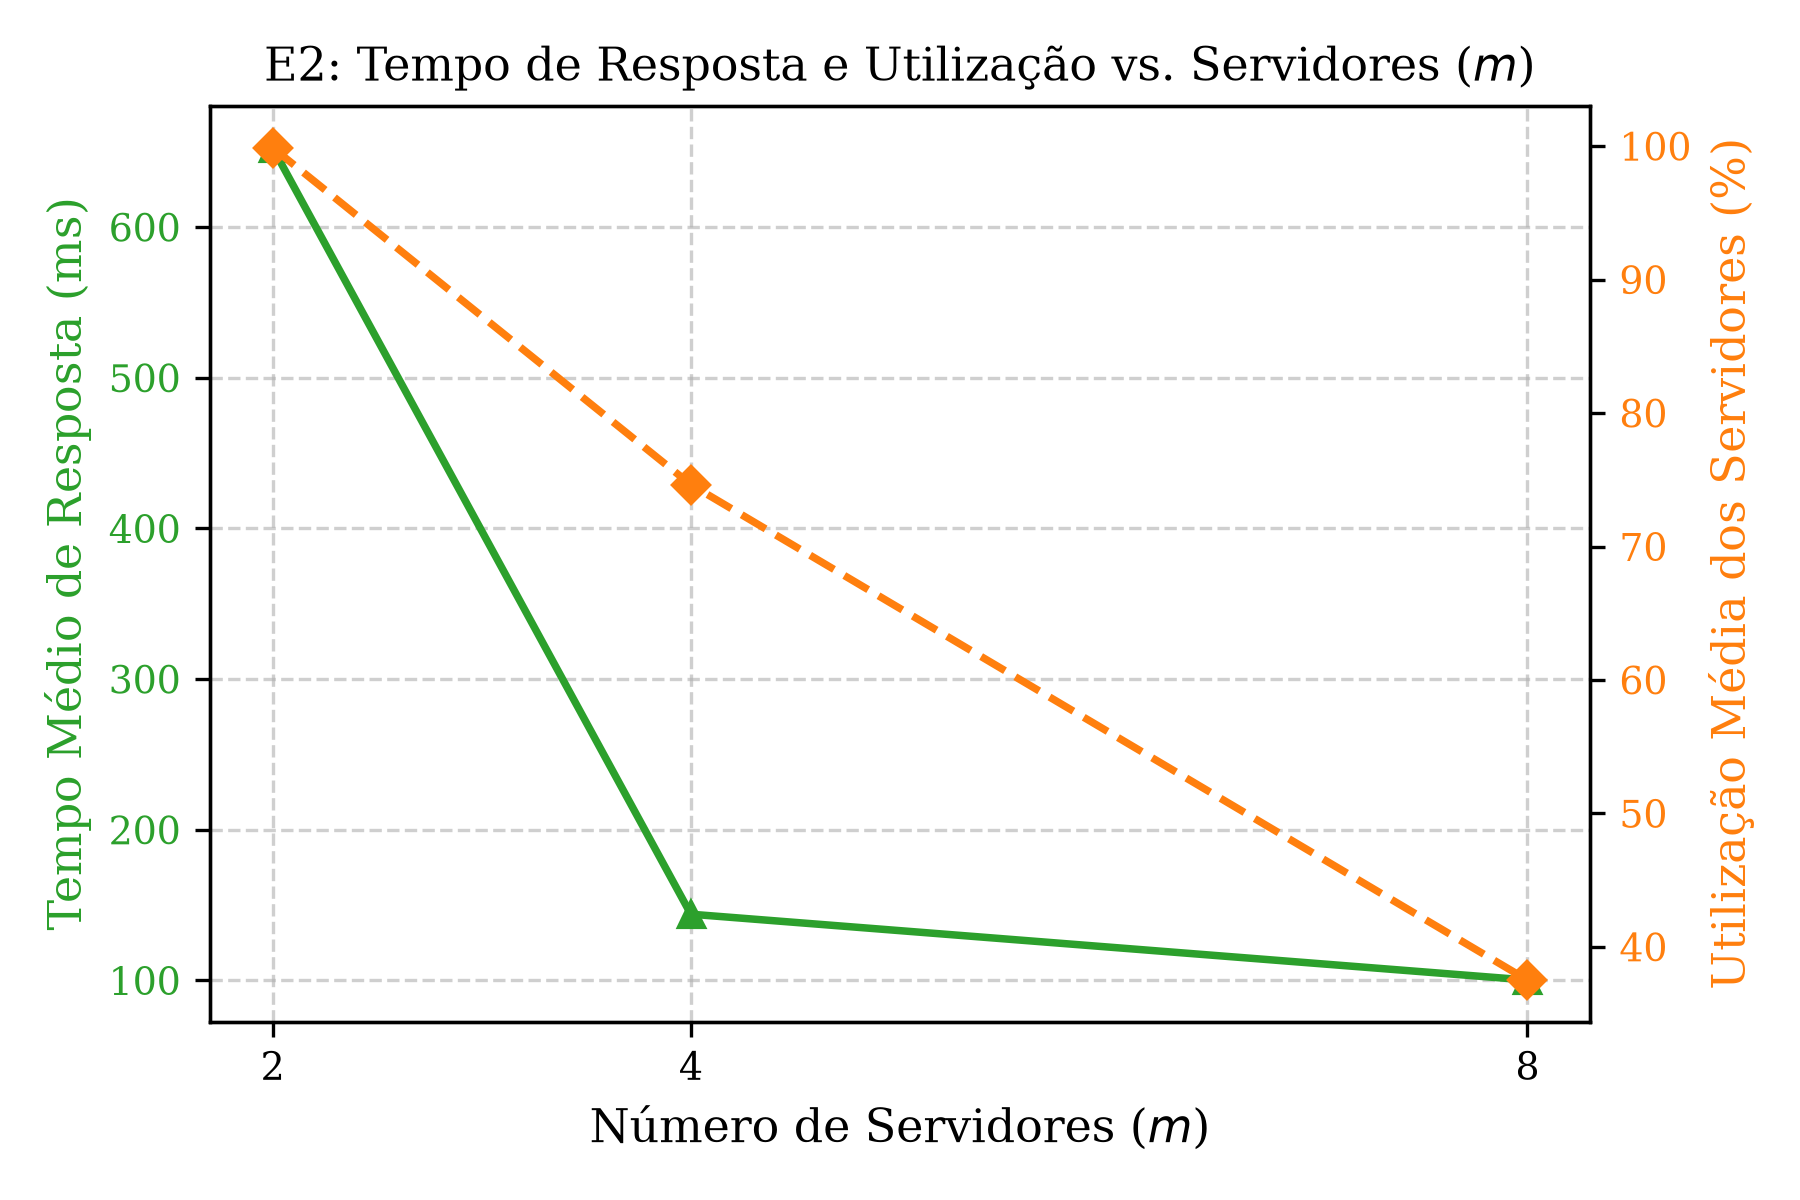 E2: Tempo de Resposta e Utilização vs. Servidores (m)
Tempo Médio de Resposta (ms)
600
500
400
300
200
100
100
90
80
70
60
50
40
Utilização Média dos Servidores (%)
2 4 8
Número de Servidores (m)